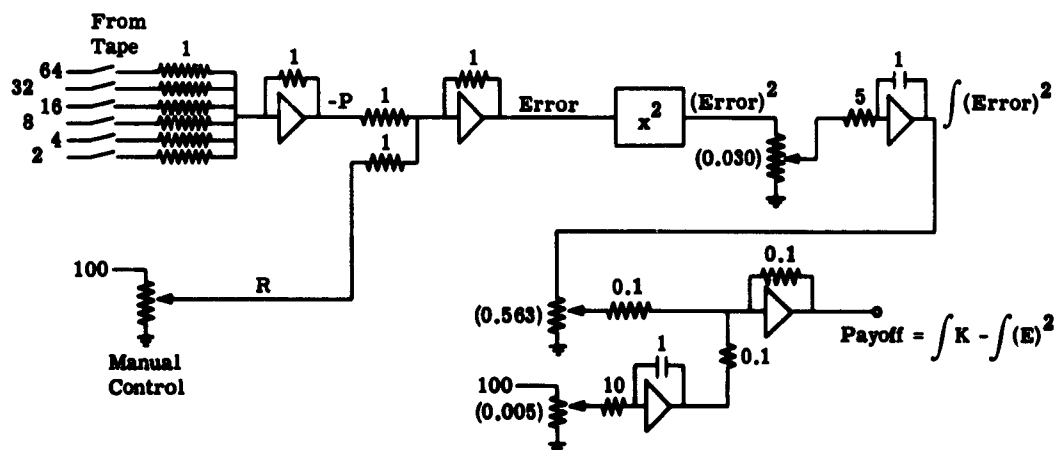 From
Tape
1
64
32
16
8
4
2
1
-P
1
1
1
Error
x²
(Error)²
(0.030)
5
1
∫(Error)²
100
R
Manual
Control
(0.563)
0.1
0.1
0.1
Payoff = ∫K - ∫(E)²
100
(0.005)
10
1